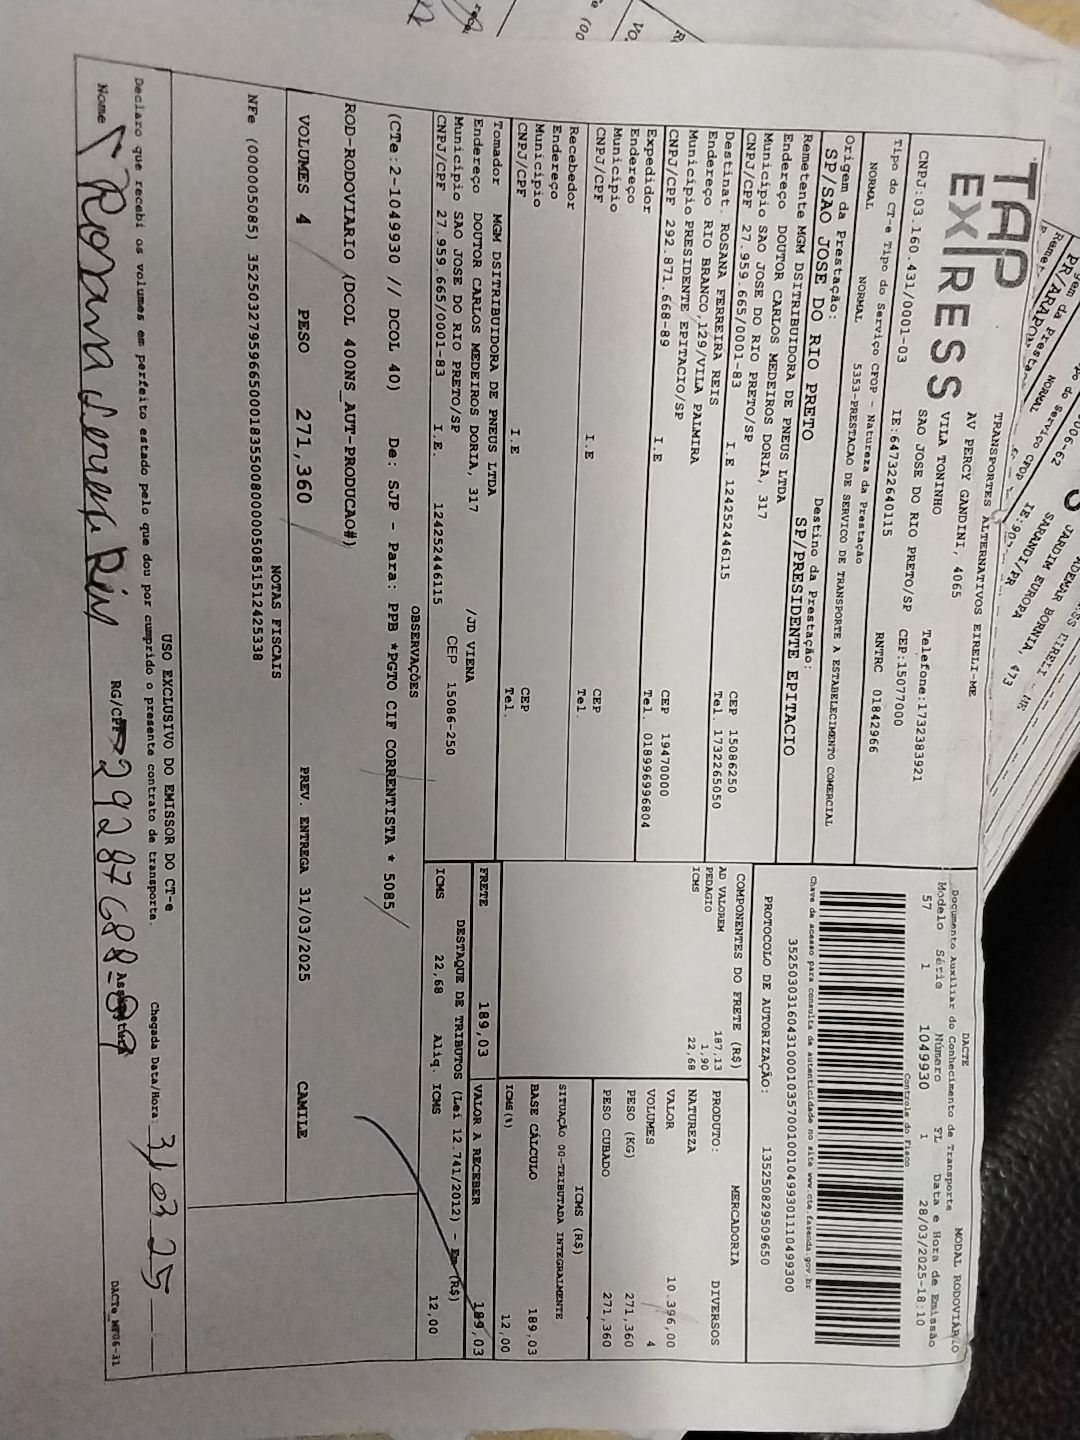 TAP
EX|RESS
TRANSPORTES ALTERNATIVOS EIRELI-ME
AV PERCY GANDINI, 4065
VILA TONINHO
SAO JOSE DO RIO PRETO/SP CEP:15077000
Telefone:1732383921
CNPJ:03.160.431/0001-03 IE:647322640115 RNTRC 01842966
Tipo do CT-e Tipo do Serviço CFOP - Natureza da Prestação
NORMAL NORMAL 5353-PRESTACAO DE SERVICO DE TRANSPORTE A ESTABELECIMENTO COMERCIAL
Origem da Prestação: Destino da Prestação:
SP/SAO JOSE DO RIO PRETO SP/PRESIDENTE EPITACIO
Remetente MGM DSITRIBUIDORA DE PNEUS LTDA
Endereço DOUTOR CARLOS MEDEIROS DORIA, 317
Município SAO JOSE DO RIO PRETO/SP CEP 15086250
CNPJ/CPF 27.959.665/0001-83 I.E 124252446115 Tel. 1732265050
Destinat. ROSANA FERREIRA REIS
Endereço RIO BRANCO,129/VILA PALMIRA
Município PRESIDENTE EPITACIO/SP CEP 19470000
CNPJ/CPF 292.871.668-89 I.E Tel. 018996996804
Expedidor
Endereço
Município CEP
CNPJ/CPF I.E Tel.
Recebedor
Endereço
Município CEP
CNPJ/CPF I.E Tel.
Tomador MGM DSITRIBUIDORA DE PNEUS LTDA
Endereço DOUTOR CARLOS MEDEIROS DORIA, 317 /JD VIENA
Município SAO JOSE DO RIO PRETO/SP CEP 15086-250
CNPJ/CPF 27.959.665/0001-83 I.E. 124252446115
DACTE MODAL RODOVIÁRIO
Documento Auxiliar do Conhecimento de Transporte
Modelo Série Número FL Data e Hora de Emissão
57 1 1049930 1 28/03/2025-18:10
Controle do Fisco
Chave de acesso para consulta de autenticidade no site www.cte.fazenda.gov.br
35250303160431000103570010010499301110499300
PROTOCOLO DE AUTORIZAÇÃO: 135250829509650
COMPONENTES DO FRETE (R$)
AD VALOREM 187,13
PEDAGIO 1,90
ICMS 22,68
PRODUTO: MERCADORIA
NATUREZA DIVERSOS
VALOR 10.396,00
VOLUMES 4
PESO (KG) 271,360
PESO CUBADO 271,360
ICMS (R$)
SITUAÇÃO 00-TRIBUTADA INTEGRALMENTE
BASE CÁLCULO 189,03
ICMS(%) 12,00
FRETE 189,03 VALOR A RECEBER 189,03
DESTAQUE DE TRIBUTOS (Lei 12.741/2012) - Em (R$)
ICMS 22,68 Aliq. ICMS 12,00
OBSERVAÇÕES
(CTe:2-1049930 // DCOL 40) De: SJP - Para: PPB *PGTO CIF CORRENTISTA * 5085
ROD-RODOVIARIO (DCOL 400NS_AUT-PRODUCAO#)
VOLUMES 4 PESO 271,360 PREV. ENTREGA 31/03/2025 CAMILE
NOTAS FISCAIS
NFe (000005085) 35250327959665000183550080000050851512425338
USO EXCLUSIVO DO EMISSOR DO CT-e
Declaro que recebi os volumes em perfeito estado pelo que dou por cumprido o presente contrato de transporte. Chegada Data/Hora: 31/03 25
Nome Rosana Ferreira Reis RG/CPF 292 87 688-89 Assinatura
DACTe_MF06-31